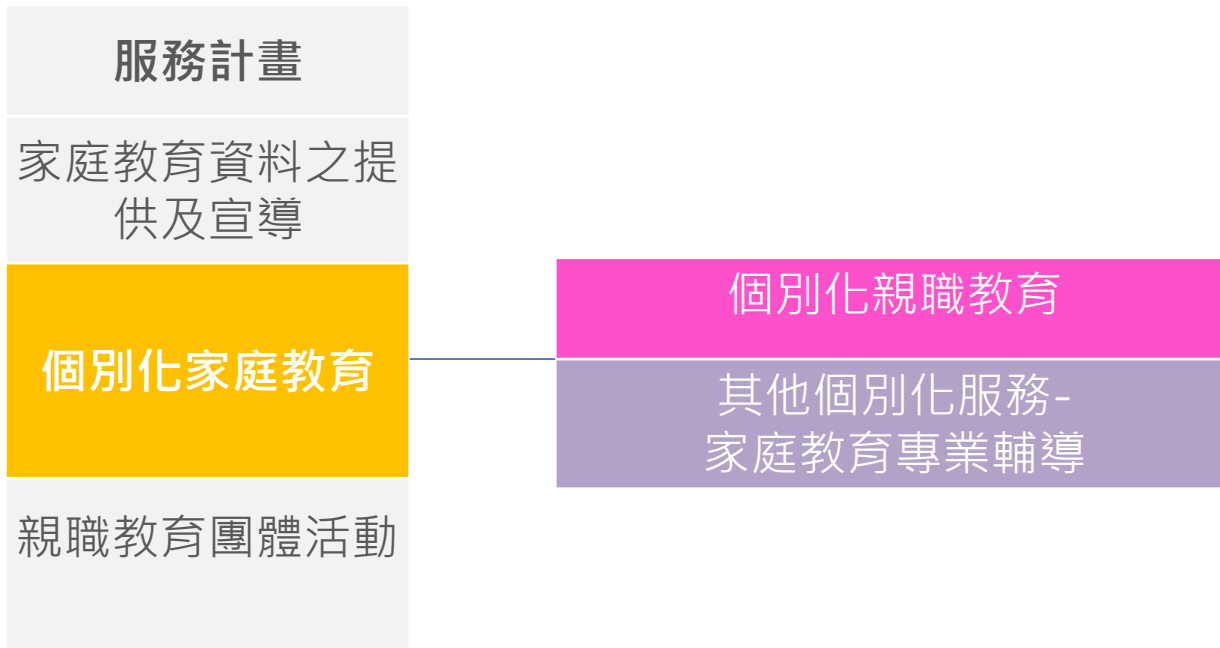 服務計畫
家庭教育資料之提
供及宣導
個別化家庭教育
親職教育團體活動
個別化親職教育
其他個別化服務-
家庭教育專業輔導